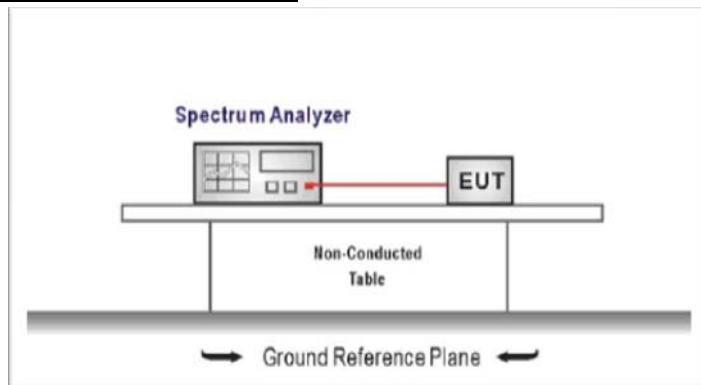 Spectrum Analyzer
EUT
Non-Conducted
Table
Ground Reference Plane